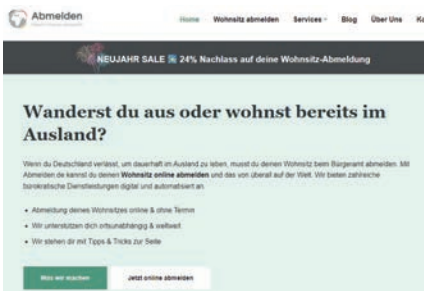 Abmelden
Home Wohnsitz abmelden Services Blog Über Uns
NEUJAHR SALE 24% Nachlass auf deine Wohnsitz-Abmeldung
Wanderst du aus oder wohnst bereits im
Ausland?
Wenn du Deutschland verlässt, um dauerhaft im Ausland zu leben, musst du deinen Wohnsitz beim Bürgeramt abmelden. Mit
Abmelden.de kannst du deinen Wohnsitz online abmelden und das von überall auf der Welt. Wir bieten zahlreiche
bürokratische Dienstleistungen digital und automatisiert an.
• Abmeldung deines Wohnsitzes online & ohne Termin
• Wir unterstützen dich ortsunabhängig & weltweit
• Wir stehen dir mit Tipps & Tricks zur Seite
Was wir machen Jetzt online abmelden